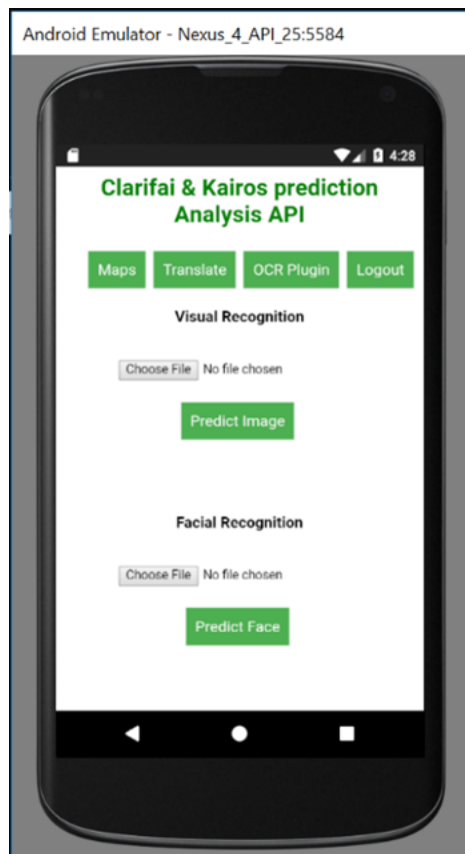 Android Emulator - Nexus_4_API_25:5584
4:28
Clarifai & Kairos prediction
Analysis API
Maps Translate OCR Plugin Logout
Visual Recognition
Choose File No file chosen
Predict Image
Facial Recognition
Choose File No file chosen
Predict Face